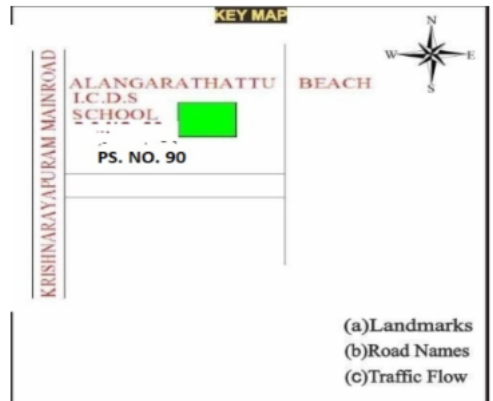 KEY MAP
N
W E
S
KRISHNARAYAPURAM MAINROAD
ALANGARATHATTU BEACH
I.C.D.S
SCHOOL
PS. NO. 90
(a)Landmarks
(b)Road Names
(c)Traffic Flow